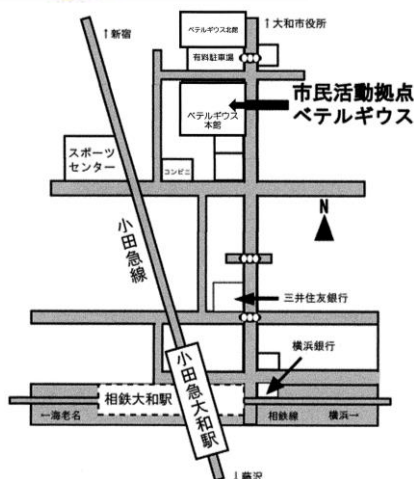 ベテルギウス北館
↑大和市役所
↑新宿
有料駐車場
市民活動拠点
ベテルギウス
ベテルギウス
本館
スポーツ
センター
コンビニ
小田急線
N
三井住友銀行
横浜銀行
小田急大和駅
相鉄大和駅
←海老名
相鉄線
横浜→
↓藤沢